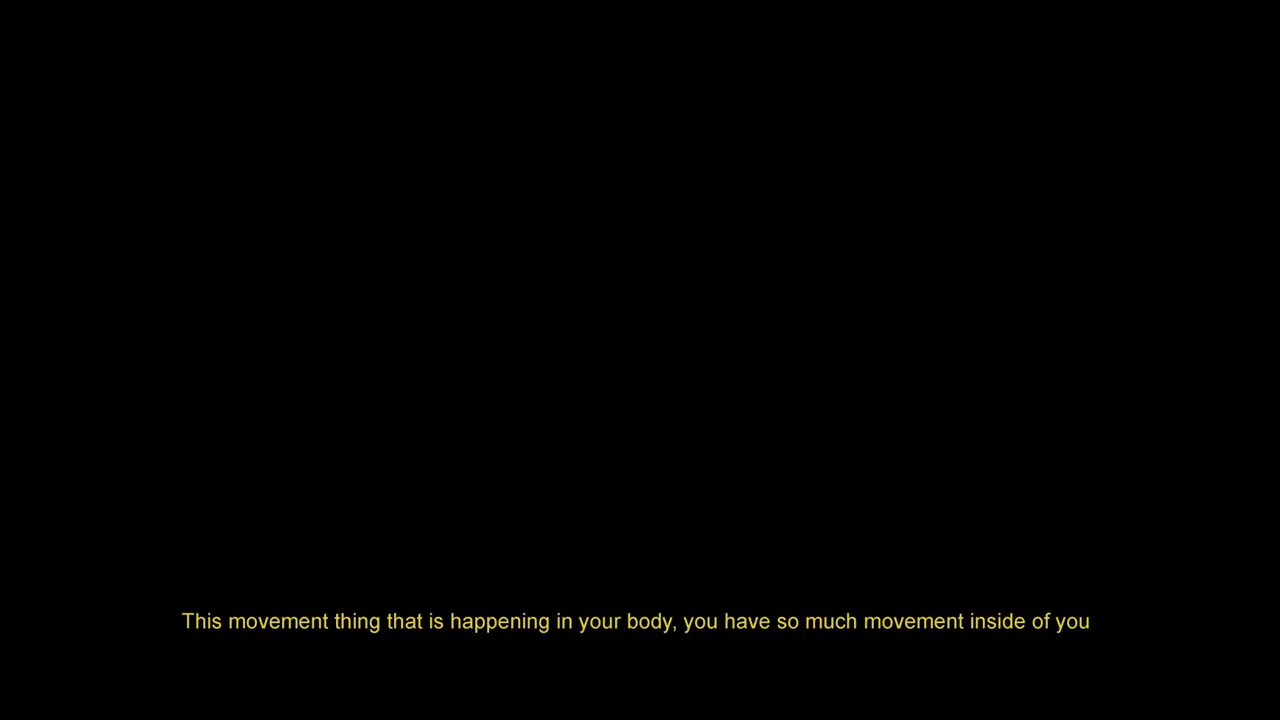 This movement thing that is happening in your body, you have so much movement inside of you